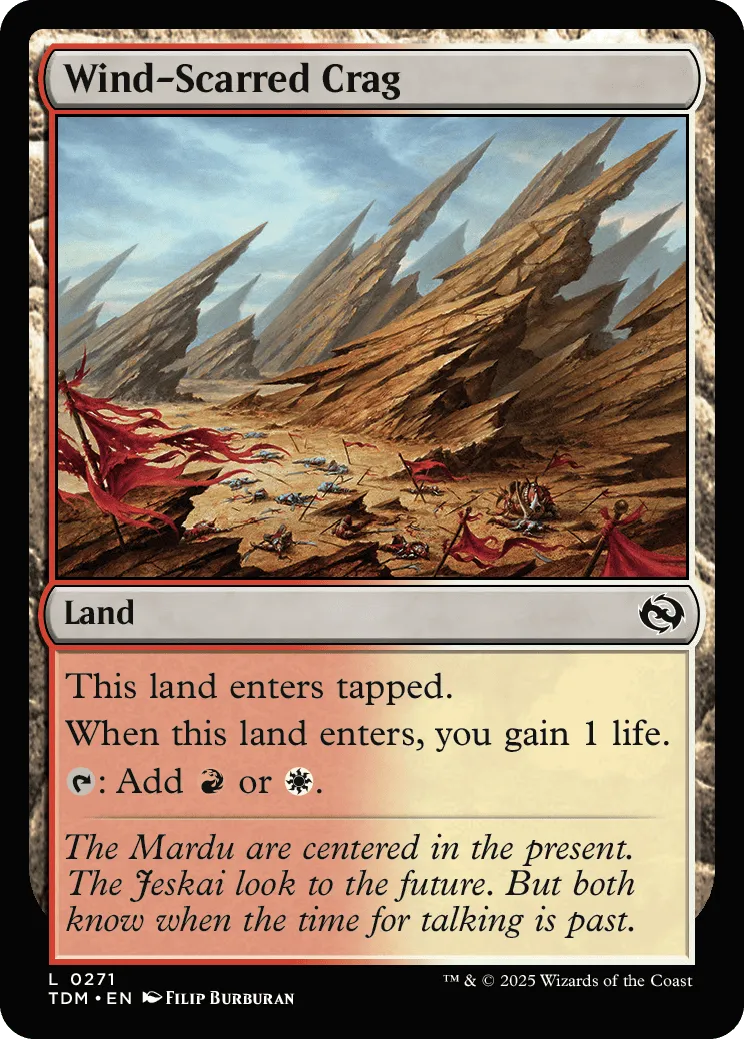 Wind-Scarred Crag
Land
This land enters tapped.
When this land enters, you gain 1 life.
: Add or .
The Mardu are centered in the present.
The Jeskai look to the future. But both
know when the time for talking is past.
L 0271
TDM • EN Filip Burburan
™ & © 2025 Wizards of the Coast